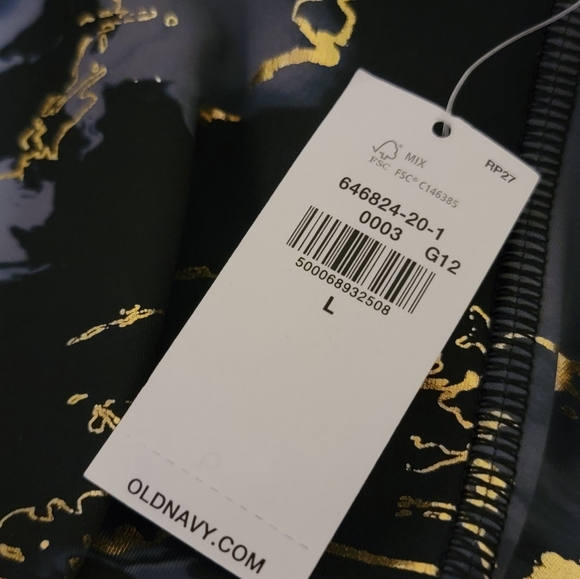 RP27
MIX
FSC FSC® C146385
646824-20-1
0003 G12
500068932508
L
OLDNAVY.COM